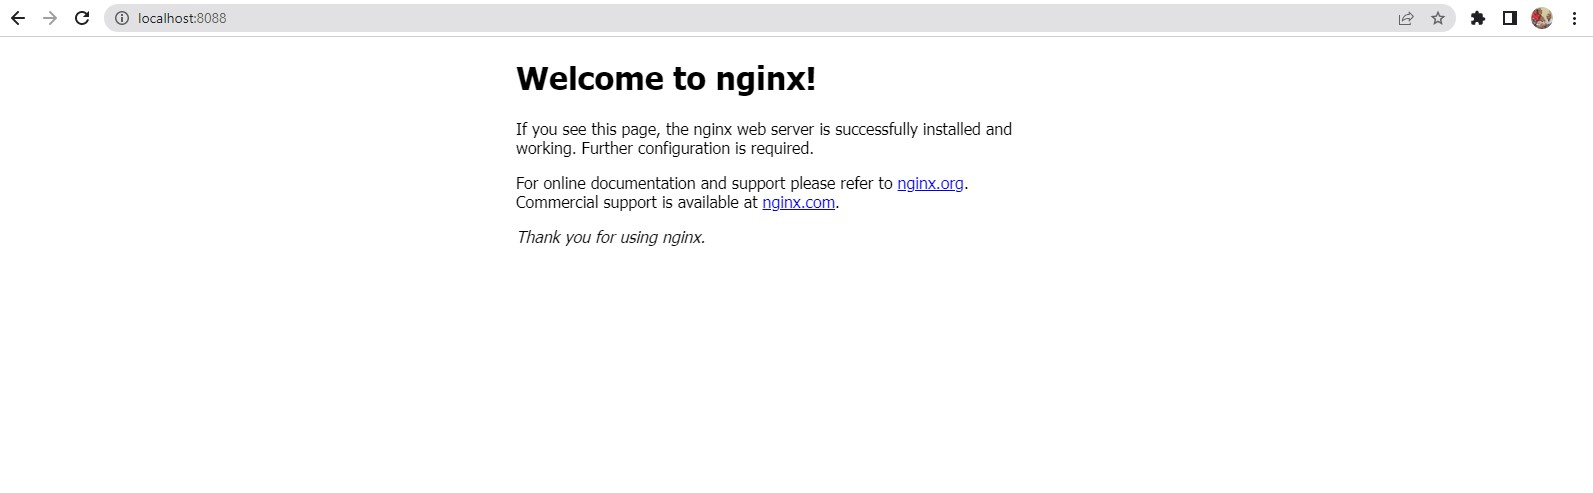 localhost:8088
Welcome to nginx!
If you see this page, the nginx web server is successfully installed and
working. Further configuration is required.
For online documentation and support please refer to nginx.org.
Commercial support is available at nginx.com.
Thank you for using nginx.